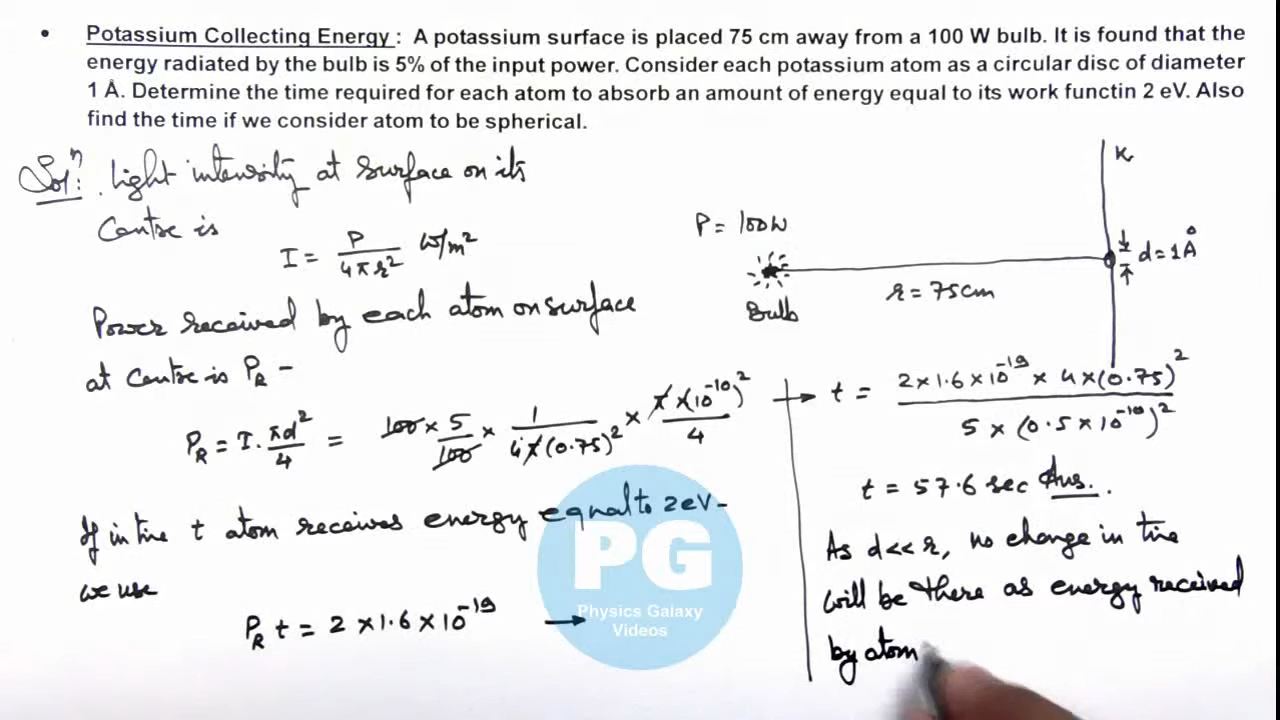 • Potassium Collecting Energy : A potassium surface is placed 75 cm away from a 100 W bulb. It is found that the
energy radiated by the bulb is 5% of the input power. Consider each potassium atom as a circular disc of diameter
1 Å. Determine the time required for each atom to absorb an amount of energy equal to its work functin 2 eV. Also
find the time if we consider atom to be spherical.
Solⁿ: . Light intensity at surface on its
Centre is
I = P / 4πr² W/m²
Power received by each atom on surface
at Centre is P_R –
P_R = I · πd²/4 = 100 × 5/100 × 1/4π(0.75)² × π×(10⁻¹⁰)²/4
If in time t atom receives energy equal to 2eV–
we use
P_R t = 2 × 1.6 × 10⁻¹⁹ →
P = 100W
Bulb
r = 75cm
K
d = 1Å
→ t = 2×1.6×10⁻¹⁹ × 4×(0.75)² / 5 × (0.5×10⁻¹⁰)²
t = 57.6 sec Ans.
As d<<r, no change in time
will be there as energy received
by atom
PG
Physics Galaxy
Videos